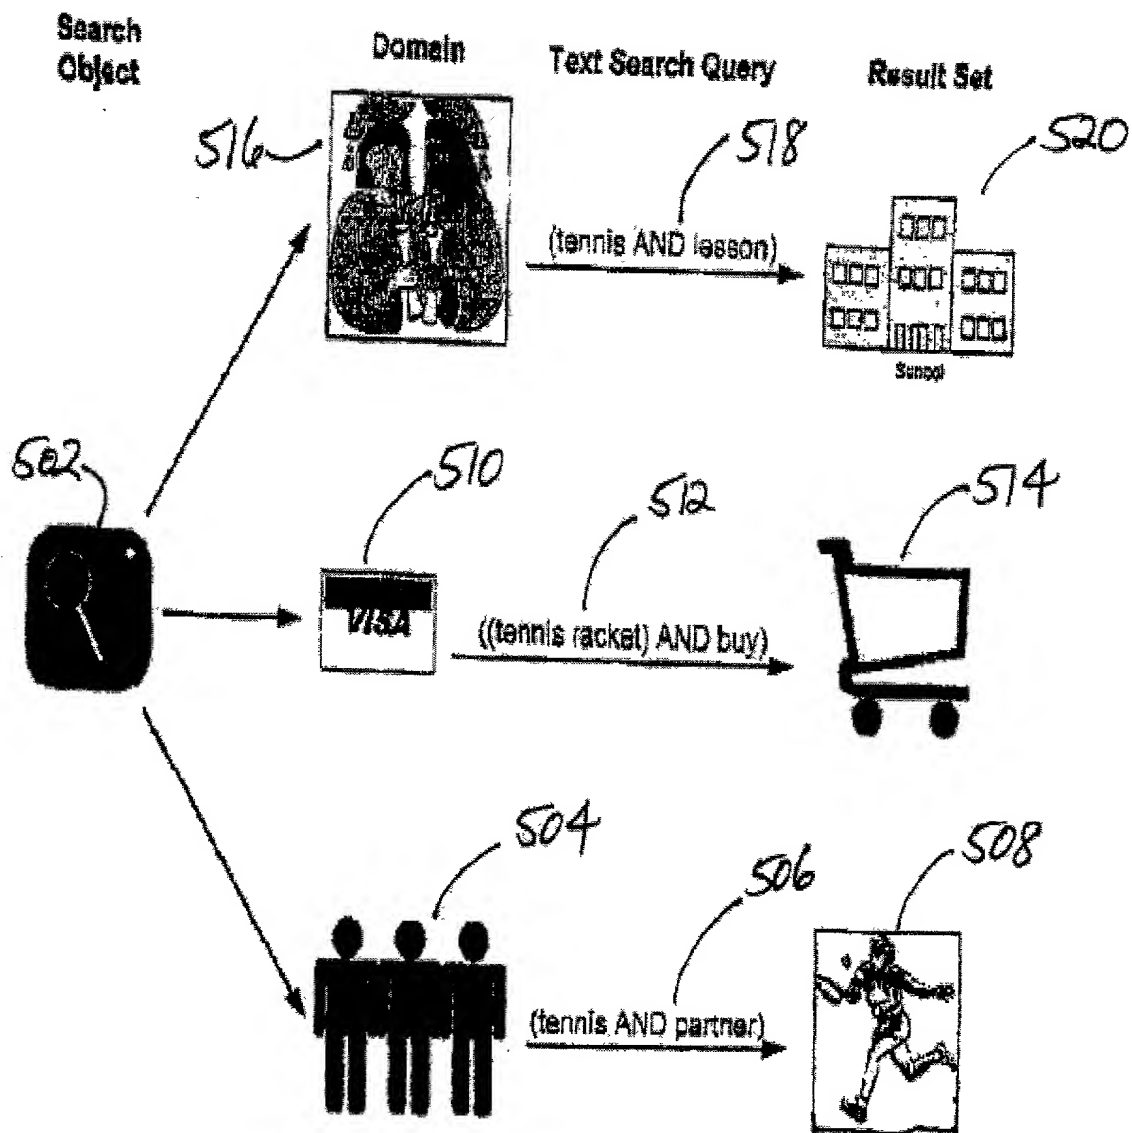 Search
Object
Domain
Text Search Query
Result Set
516
518
520
(tennis AND lesson)
School
502
510
512
514
VISA
((tennis racket) AND buy)
504
506
508
(tennis AND partner)